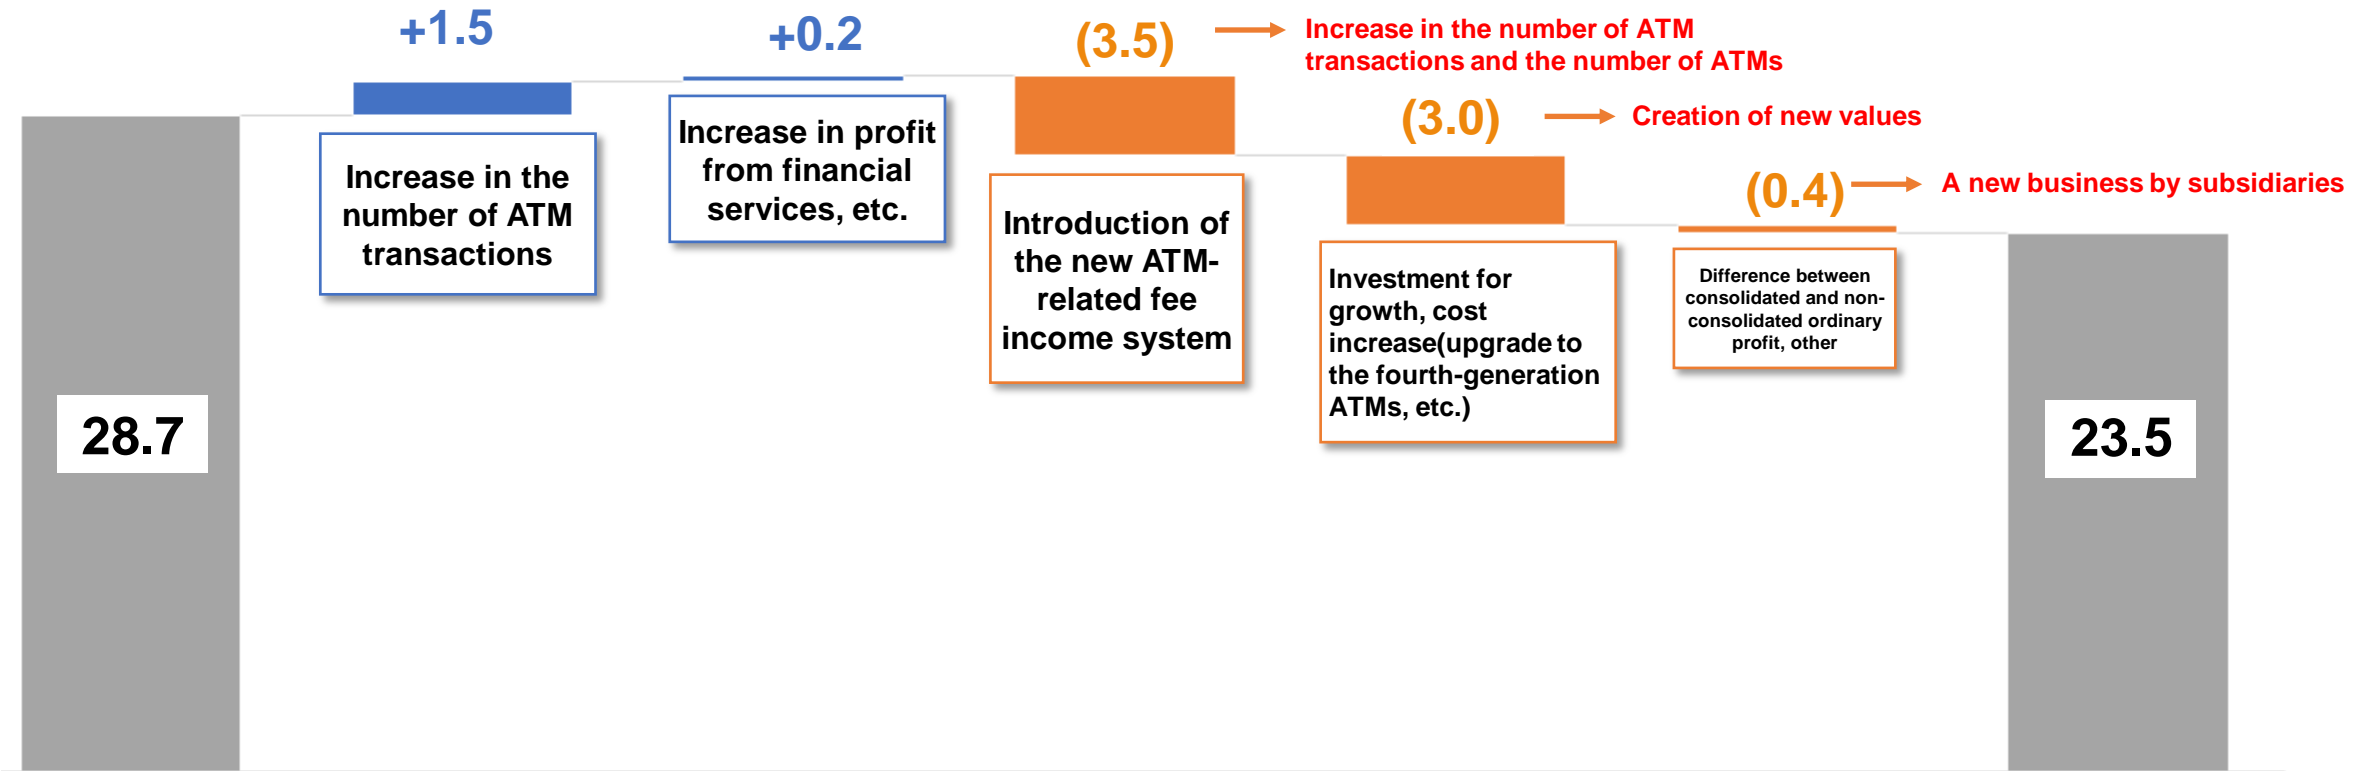 28.7
+1.5
Increase in the
number of ATM
transactions
+0.2
Increase in profit
from financial
services, etc.
(3.5)
Increase in the number of ATM
transactions and the number of ATMs
Introduction of
the new ATM-
related fee
income system
(3.0)
Creation of new values
Investment for
growth, cost
increase(upgrade to
the fourth-generation
ATMs, etc.)
(0.4)
A new business by subsidiaries
Difference between
consolidated and non-
consolidated ordinary
profit, other
23.5